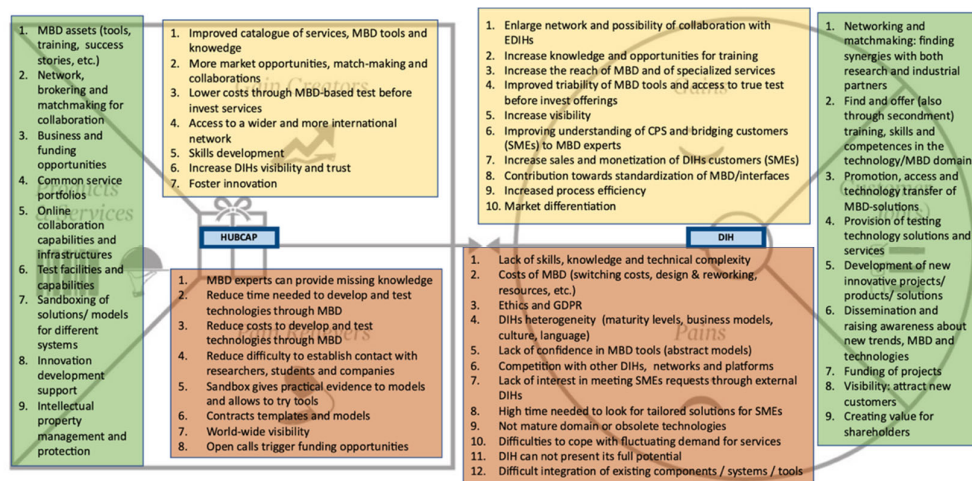 1. MBD assets (tools,
training, success
stories, etc.)
2. Network,
brokering and
matchmaking for
collaboration
3. Business and
funding
opportunities
4. Common service
portfolios
5. Online
collaboration
capabilities and
infrastructures
6. Test facilities and
capabilities
7. Sandboxing of
solutions/ models
for different
systems
8. Innovation
development
support
9. Intellectual
property
management and
protection
Products
& Services
1. Improved catalogue of services, MBD tools and
knowedge
2. More market opportunities, match-making and
collaborations
3. Lower costs through MBD-based test before
invest services
4. Access to a wider and more international
network
5. Skills development
6. Increase DIHs visibility and trust
7. Foster innovation
Gain Creators
HUBCAP
1. MBD experts can provide missing knowledge
2. Reduce time needed to develop and test
technologies through MBD
3. Reduce costs to develop and test
technologies through MBD
4. Reduce difficulty to establish contact with
researchers, students and companies
5. Sandbox gives practical evidence to models
and allows to try tools
6. Contracts templates and models
7. World-wide visibility
8. Open calls trigger funding opportunities
Pain Relievers
1. Enlarge network and possibility of collaboration with
EDIHs
2. Increase knowledge and opportunities for training
3. Increase the reach of MBD and of specialized services
4. Improved triability of MBD tools and access to true test
before invest offerings
5. Increase visibility
6. Improving understanding of CPS and bridging customers
(SMEs) to MBD experts
7. Increase sales and monetization of DIHs customers (SMEs)
8. Contribution towards standardization of MBD/interfaces
9. Increased process efficiency
10. Market differentiation
Gains
DIH
1. Lack of skills, knowledge and technical complexity
2. Costs of MBD (switching costs, design & reworking,
resources, etc.)
3. Ethics and GDPR
4. DIHs heterogeneity (maturity levels, business models,
culture, language)
5. Lack of confidence in MBD tools (abstract models)
6. Competition with other DIHs, networks and platforms
7. Lack of interest in meeting SMEs requests through external
DIHs
8. High time needed to look for tailored solutions for SMEs
9. Not mature domain or obsolete technologies
10. Difficulties to cope with fluctuating demand for services
11. DIH can not present its full potential
12. Difficult integration of existing components / systems / tools
Pains
1. Networking and
matchmaking: finding
synergies with both
research and industrial
partners
2. Find and offer (also
through secondment)
training, skills and
competences in the
technology/MBD domain
3. Promotion, access and
technology transfer of
MBD-solutions
4. Provision of testing
technology solutions and
services
5. Development of new
innovative projects/
products/ solutions
6. Dissemination and
raising awareness about
new trends, MBD and
technologies
7. Funding of projects
8. Visibility: attract new
customers
9. Creating value for
shareholders
Customer